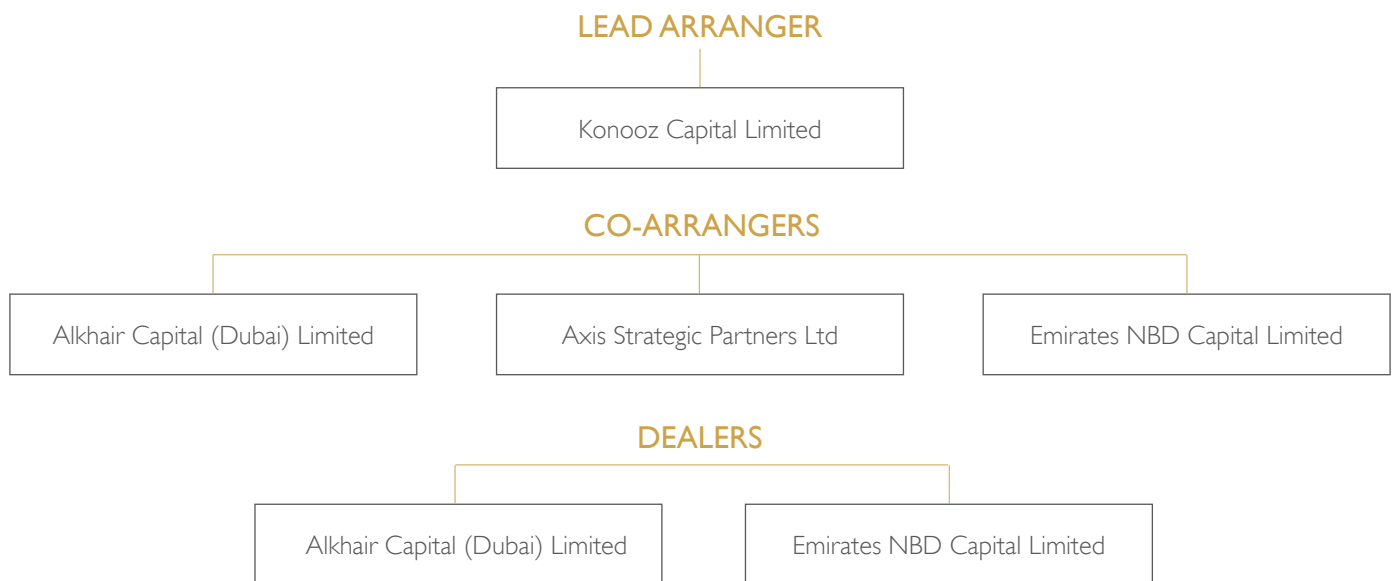 LEAD ARRANGER
Konooz Capital Limited
CO-ARRANGERS
Alkhair Capital (Dubai) Limited
Axis Strategic Partners Ltd
Emirates NBD Capital Limited
DEALERS
Alkhair Capital (Dubai) Limited
Emirates NBD Capital Limited